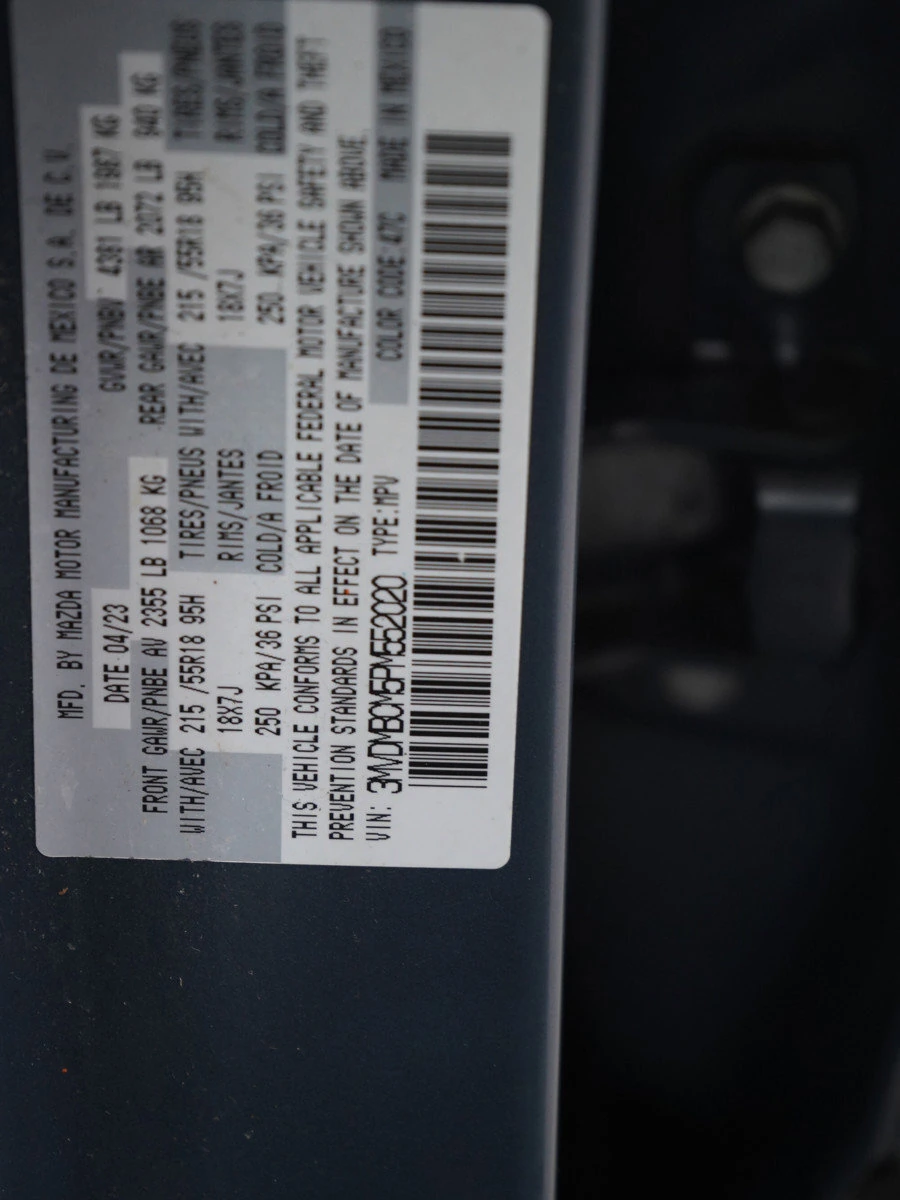 MFD. BY MAZDA MOTOR MANUFACTURING DE MEXICO S.A. DE C.V.
DATE 04/23 GVWR/PNBV 4381 LB 1987 KG
FRONT GAWR/PNBE AV 2355 LB 1068 KG REAR GAWR/PNBE AR 2072 LB 940 KG
WITH/AVEC 215 /55R18 95H TIRES/PNEUS WITH/AVEC 215 /55R18 95H TIRES/PNEUS
18X7J RIMS/JANTES 18X7J RIMS/JANTES
250 KPA/36 PSI COLD/A FROID 250 KPA/36 PSI COLD/A FROID
THIS VEHICLE CONFORMS TO ALL APPLICABLE FEDERAL MOTOR VEHICLE SAFETY AND THEFT
PREVENTION STANDARDS IN EFFECT ON THE DATE OF MANUFACTURE SHOWN ABOVE.
VIN: 3MVDMBCM5PM552020 TYPE:MPV COLOR CODE 47C MADE IN MEXICO